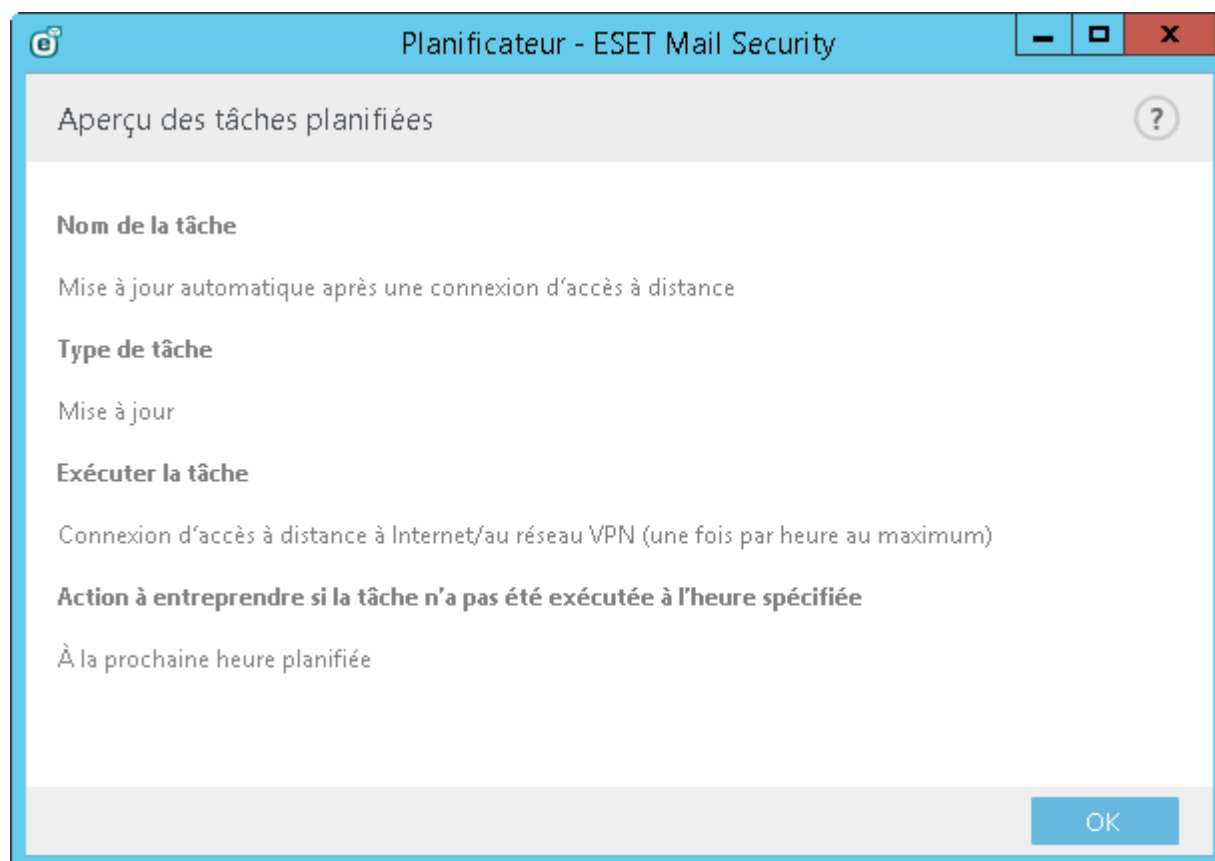 Planificateur - ESET Mail Security
Aperçu des tâches planifiées
?
Nom de la tâche
Mise à jour automatique après une connexion d'accès à distance
Type de tâche
Mise à jour
Exécuter la tâche
Connexion d'accès à distance à Internet/au réseau VPN (une fois par heure au maximum)
Action à entreprendre si la tâche n'a pas été exécutée à l'heure spécifiée
À la prochaine heure planifiée
OK